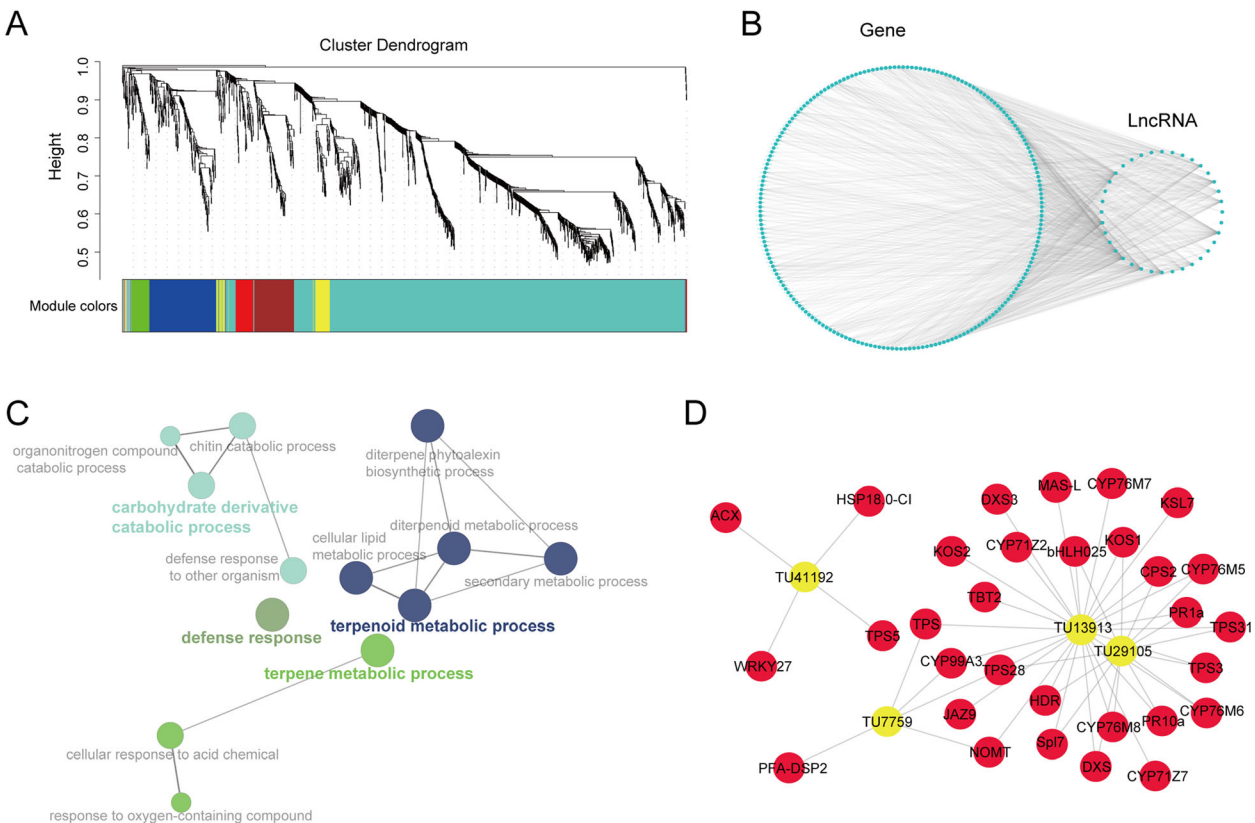 A
Cluster Dendrogram
Height
1.0
0.9
0.8
0.7
0.6
0.5
Module colors
B
Gene
LncRNA
C
organonitrogen compound
catabolic process
chitin catabolic process
carbohydrate derivative
catabolic process
defense response
to other organism
defense response
diterpene phytoalexin
biosynthetic process
diterpenoid metabolic process
cellular lipid
metabolic process
secondary metabolic process
terpenoid metabolic process
terpene metabolic process
cellular response to acid chemical
response to oxygen-containing compound
D
ACX
HSP18.0-CI
TU41192
WRKY27
TPS5
DXS3
MAS-L
CYP76M7
KSL7
KOS2
CYP71Z2
bHLH025
KOS1
CPS2
CYP76M5
TBT2
PR1a
TPS
TU13913
TPS31
TU29105
CYP99A3
TPS28
TPS3
TU7759
JAZ9
HDR
CYP76M6
NOMT
Spl7
CYP76M8
PR10a
PFA-DSP2
DXS
CYP71Z7